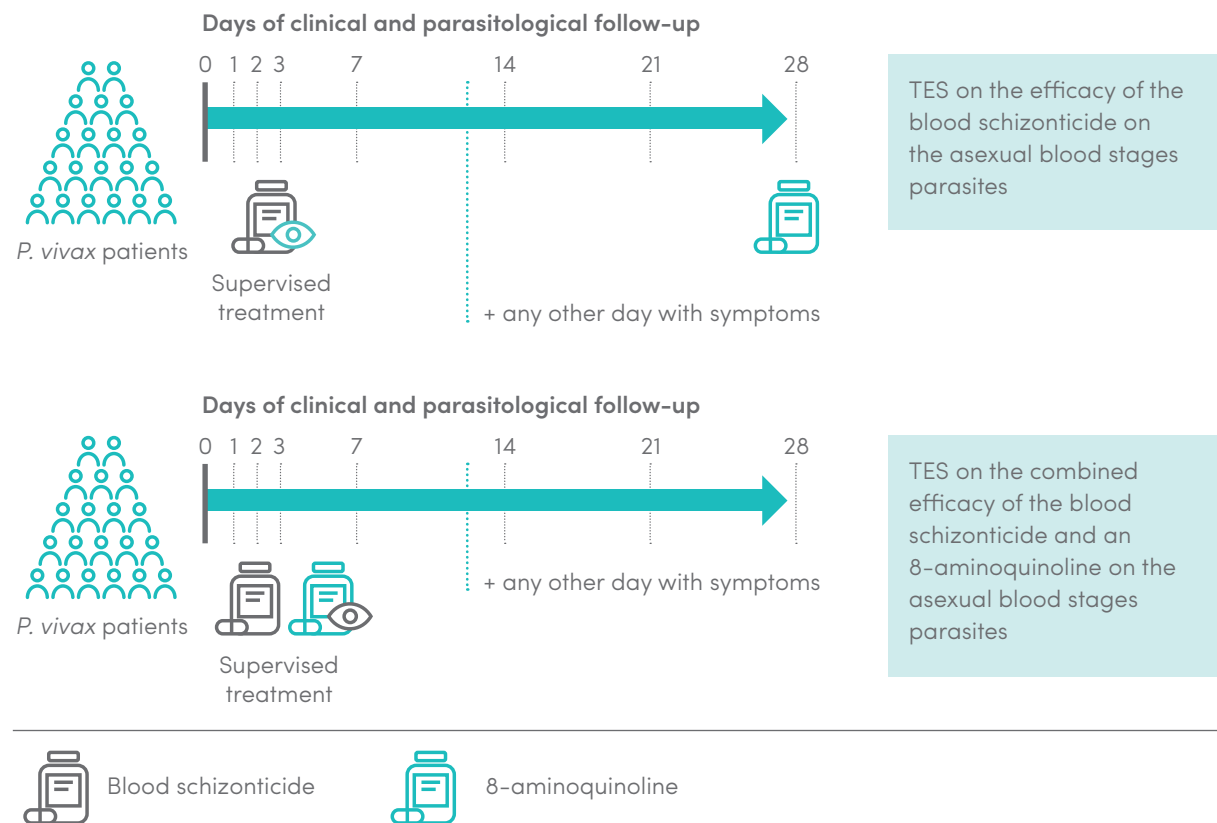 Days of clinical and parasitological follow-up
0 1 2 3 7 14 21 28
P. vivax patients
Supervised
treatment
+ any other day with symptoms
TES on the efficacy of the
blood schizonticide on
the asexual blood stages
parasites
Days of clinical and parasitological follow-up
0 1 2 3 7 14 21 28
P. vivax patients
Supervised
treatment
+ any other day with symptoms
TES on the combined
efficacy of the blood
schizonticide and an
8-aminoquinoline on the
asexual blood stages
parasites
Blood schizonticide
8-aminoquinoline